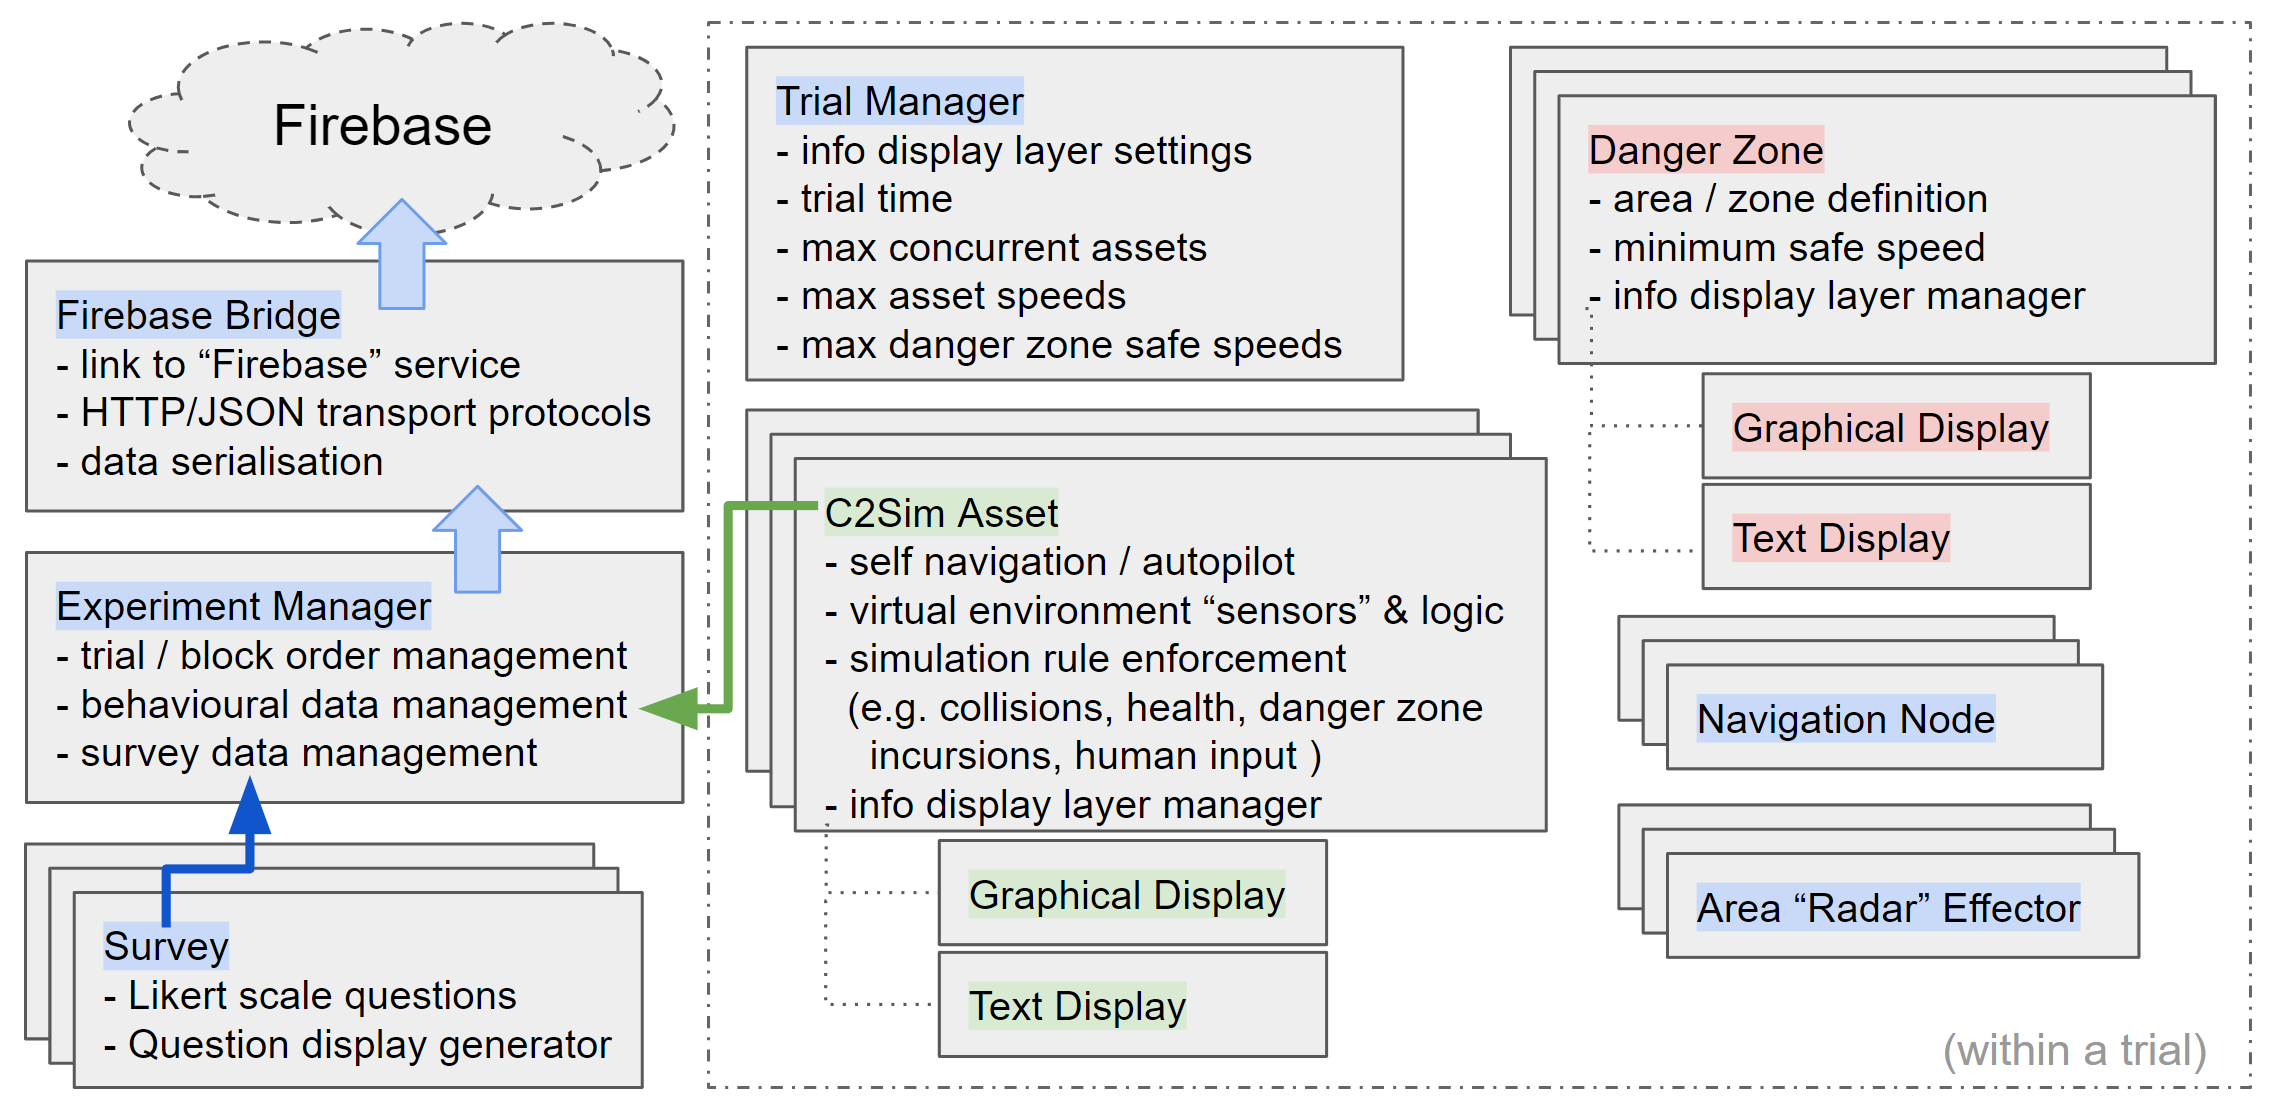 Firebase
Firebase Bridge
- link to “Firebase” service
- HTTP/JSON transport protocols
- data serialisation
Experiment Manager
- trial / block order management
- behavioural data management
- survey data management
Survey
- Likert scale questions
- Question display generator
Trial Manager
- info display layer settings
- trial time
- max concurrent assets
- max asset speeds
- max danger zone safe speeds
C2Sim Asset
- self navigation / autopilot
- virtual environment “sensors” & logic
- simulation rule enforcement
(e.g. collisions, health, danger zone
incursions, human input )
- info display layer manager
Graphical Display
Text Display
Danger Zone
- area / zone definition
- minimum safe speed
- info display layer manager
Graphical Display
Text Display
Navigation Node
Area “Radar” Effector
(within a trial)